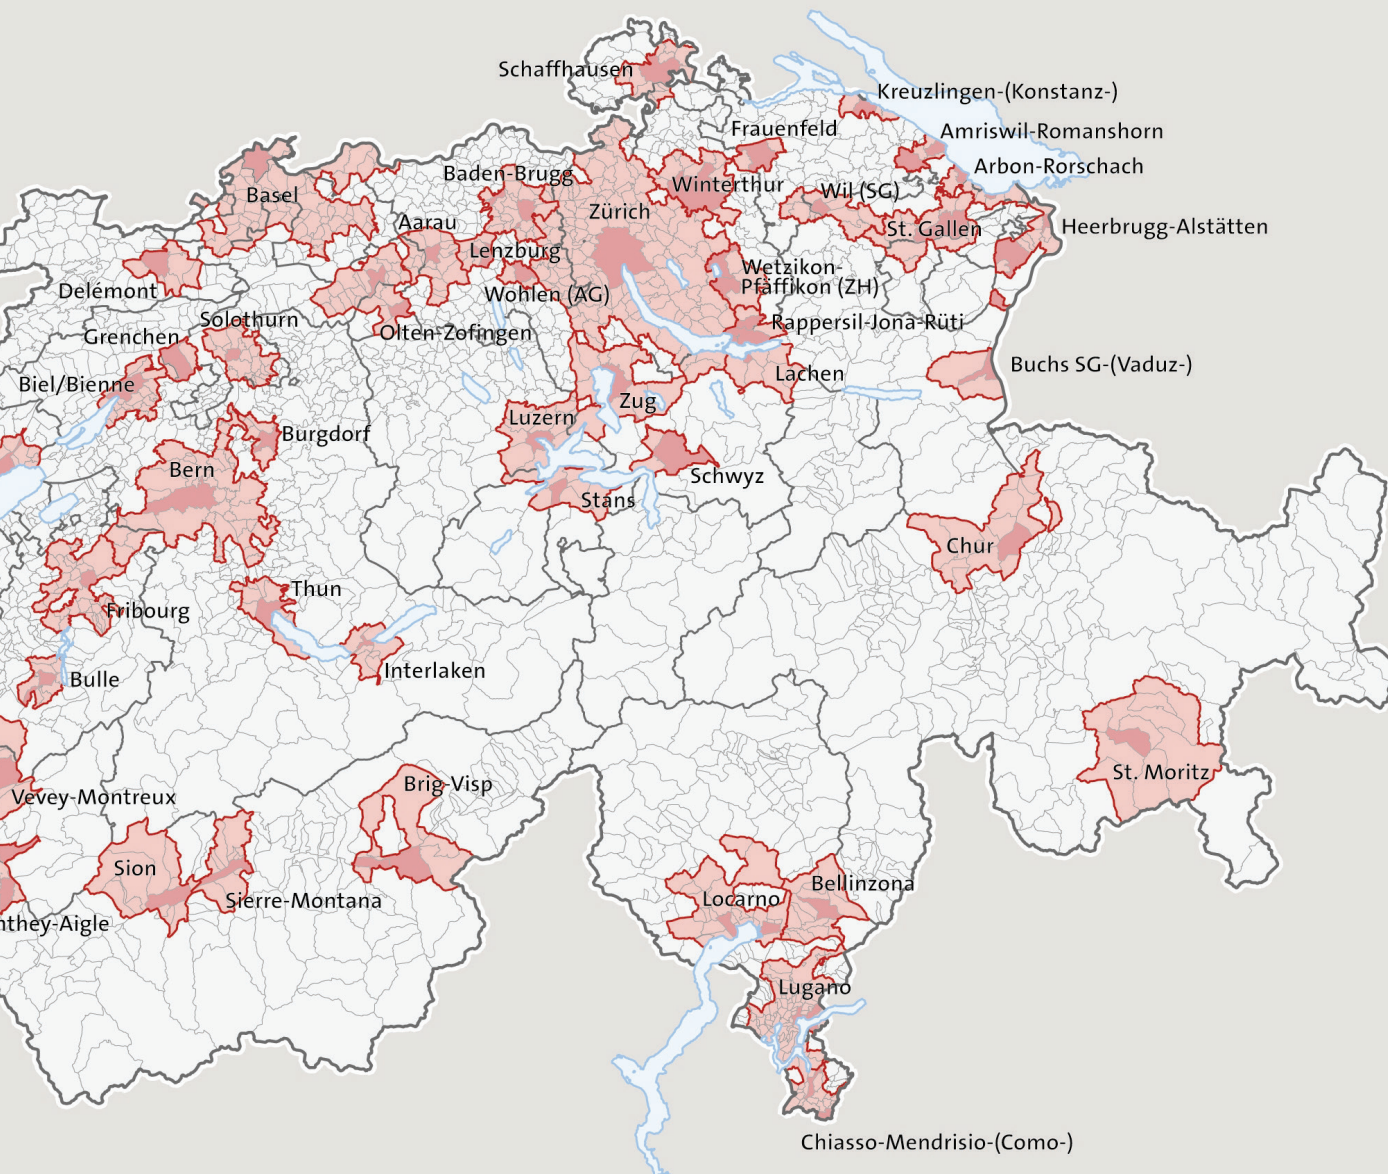 Schaffhausen
Kreuzlingen-(Konstanz-)
Frauenfeld
Amriswil-Romanshorn
Arbon-Rorschach
Baden-Brugg
Winterthur
Wil (SG)
Basel
Zürich
Aarau
St. Gallen
Heerbrugg-Alstätten
Lenzburg
Wetzikon-
Pfäffikon (ZH)
Delémont
Wohlen (AG)
Solothurn
Rappersil-Jona-Rüti
Grenchen
Olten-Zofingen
Buchs SG-(Vaduz-)
Lachen
Biel/Bienne
Zug
Luzern
Burgdorf
Bern
Schwyz
Stans
Chur
Thun
Fribourg
Interlaken
Bulle
St. Moritz
Brig-Visp
Vevey-Montreux
Sion
Bellinzona
Sierre-Montana
Locarno
nthey-Aigle
Lugano
Chiasso-Mendrisio-(Como-)